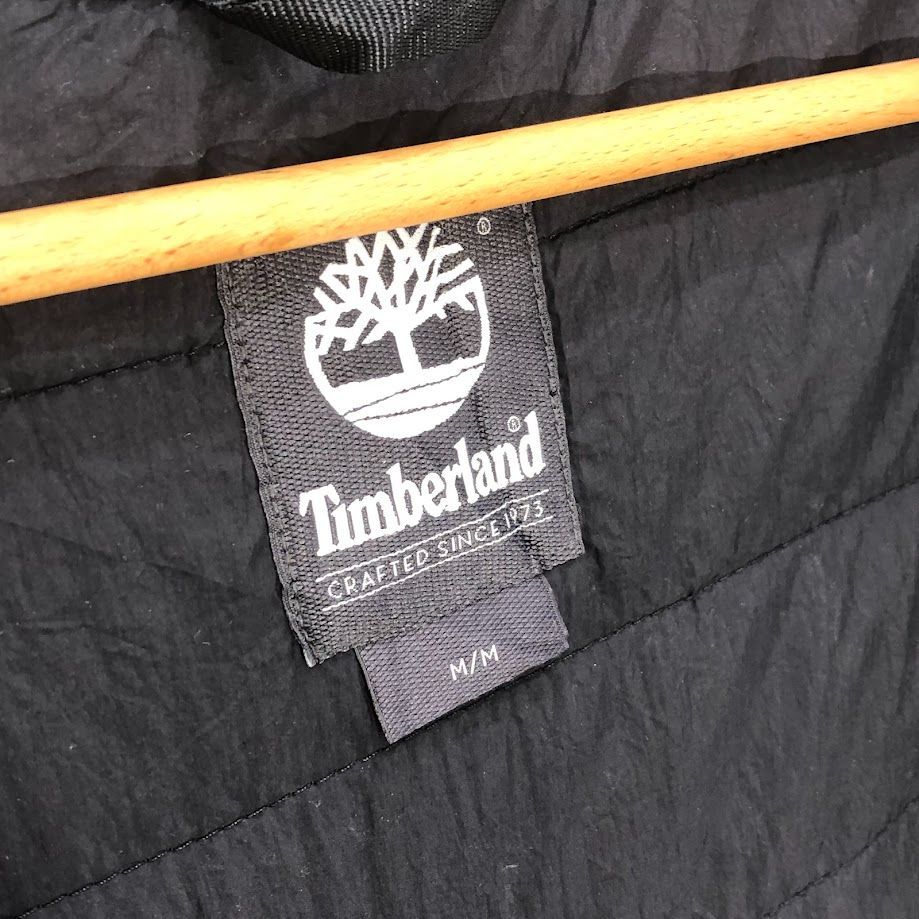 ®
Timberland®
CRAFTED SINCE 1973
M/M